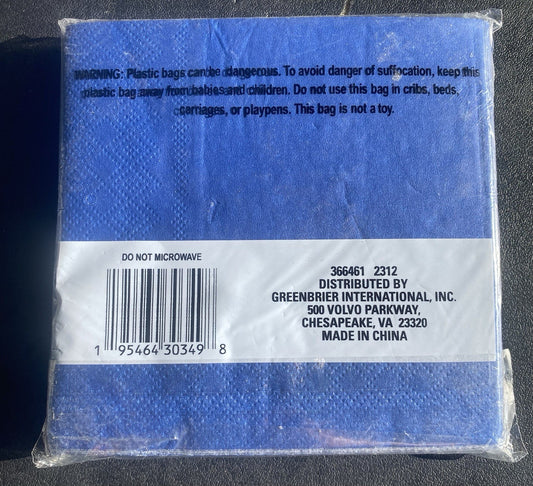 WARNING: Plastic bags can be dangerous. To avoid danger of suffocation, keep this
plastic bag away from babies and children. Do not use this bag in cribs, beds,
carriages, or playpens. This bag is not a toy.
DO NOT MICROWAVE
1 95464 30349 8
366461 2312
DISTRIBUTED BY
GREENBRIER INTERNATIONAL, INC.
500 VOLVO PARKWAY,
CHESAPEAKE, VA 23320
MADE IN CHINA